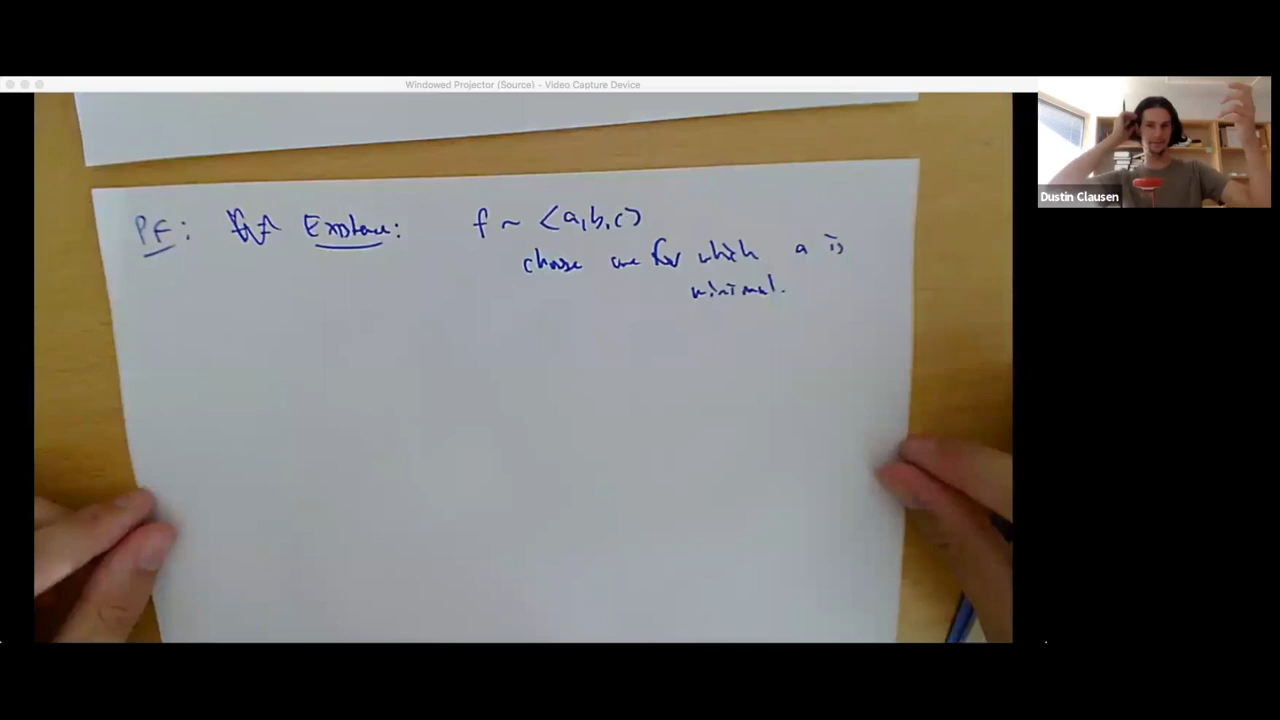 Windowed Projector (Source) - Video Capture Device
Dustin Clausen
PF: Existence: f ~ <a,b,c>
choose one for which a is
minimal.